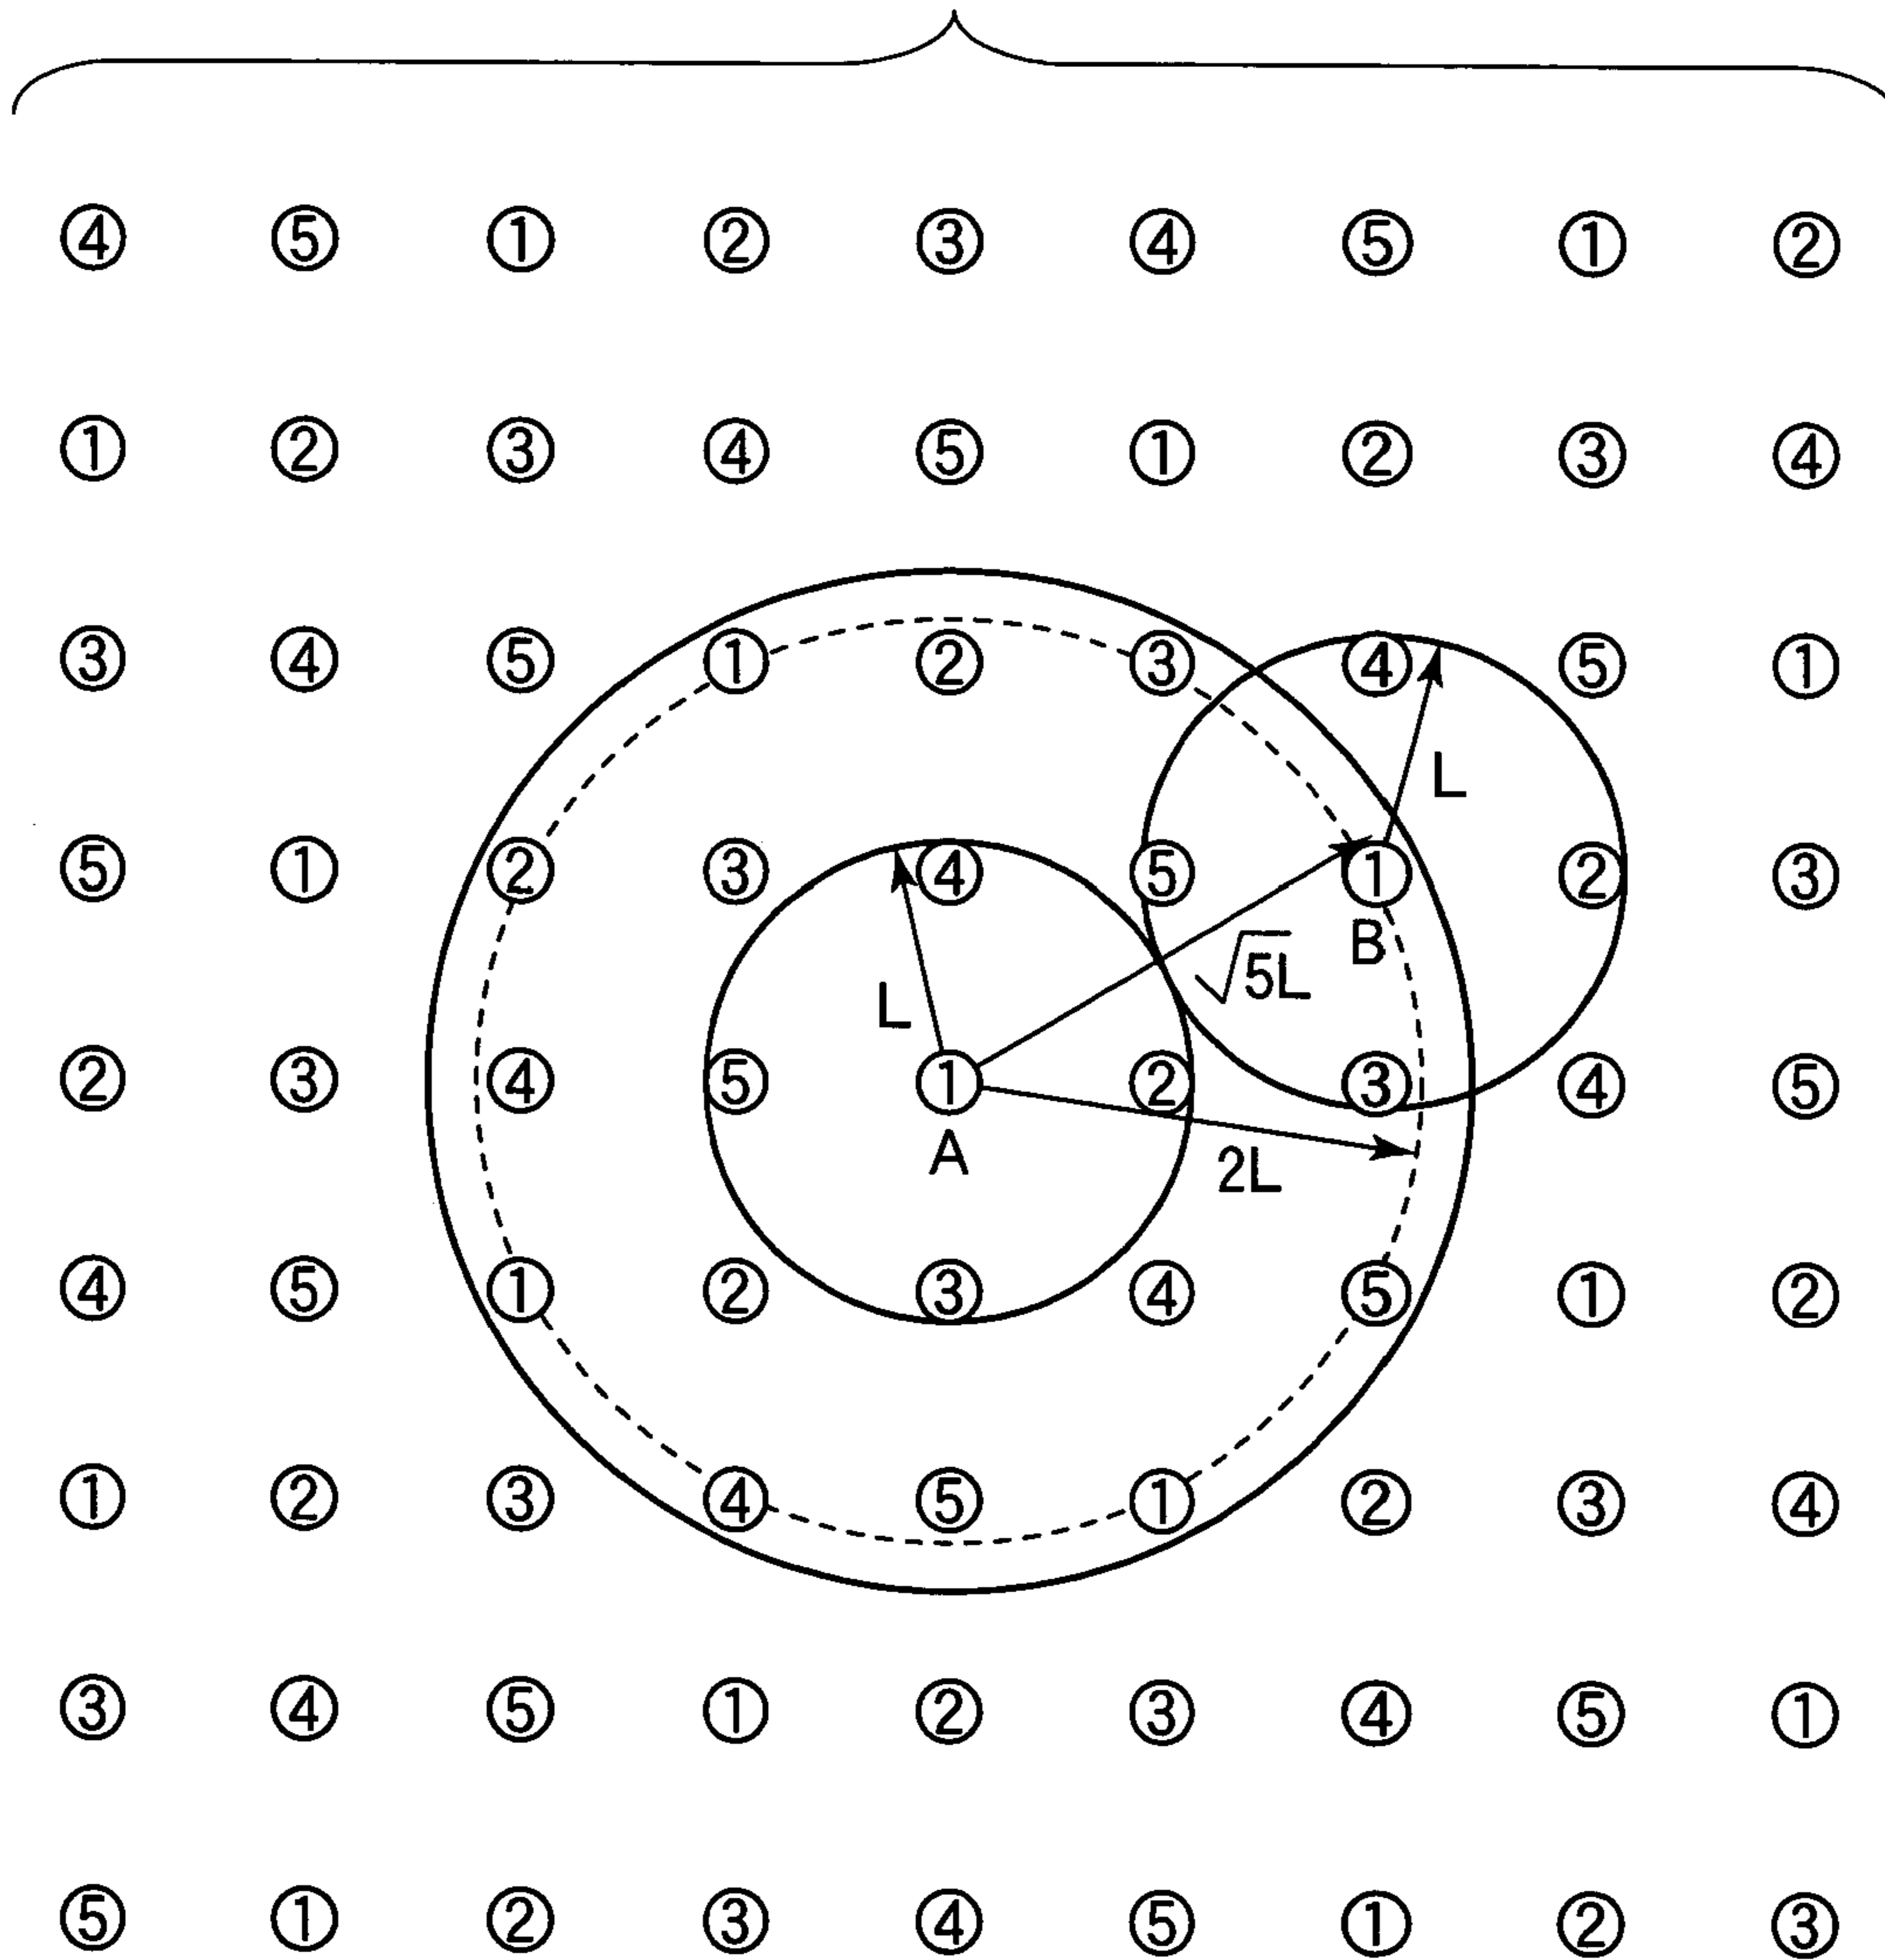 ④ ⑤ ① ② ③ ④ ⑤ ① ②
① ② ③ ④ ⑤ ① ② ③ ④
③ ④ ⑤ ① ② ③ ④ ⑤ ①
L
⑤ ① ② ③ ④ ⑤ ① ② ③
B
√5L
L
② ③ ④ ⑤ ① ② ③ ④ ⑤
A
2L
④ ⑤ ① ② ③ ④ ⑤ ① ②
① ② ③ ④ ⑤ ① ② ③ ④
③ ④ ⑤ ① ② ③ ④ ⑤ ①
⑤ ① ② ③ ④ ⑤ ① ② ③